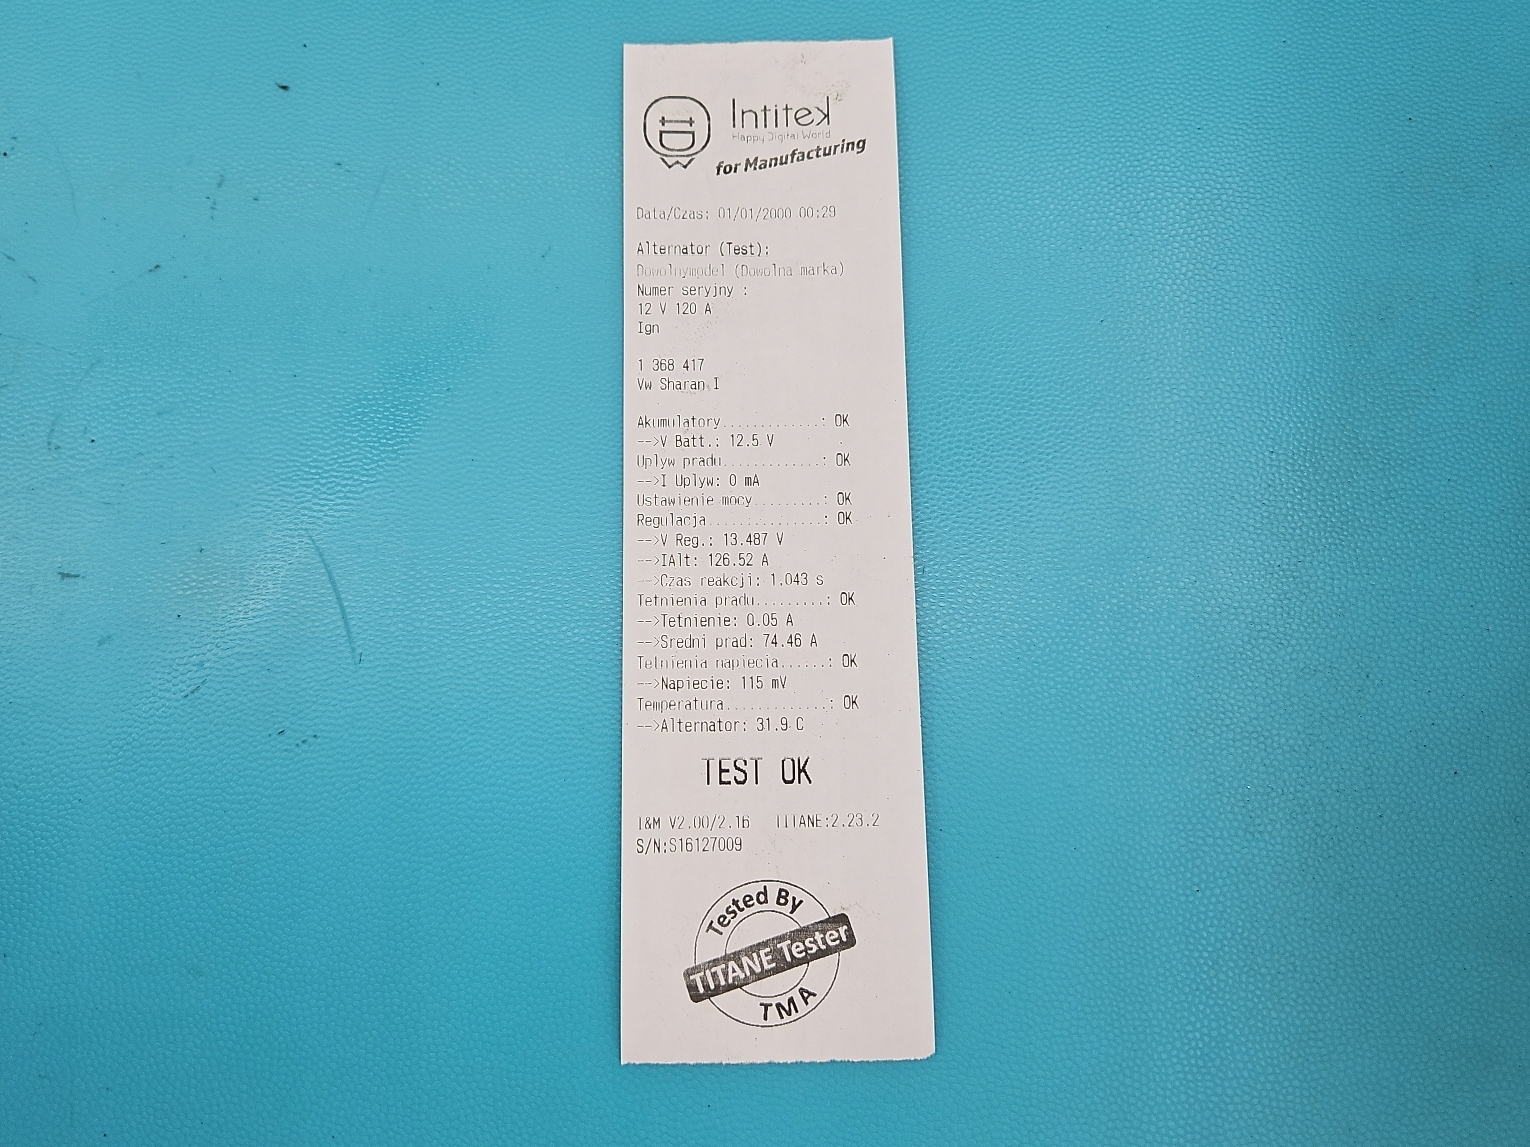 Intitek
Happy Digital World
for Manufacturing
Data/Czas: 01/01/2000 00:29
Alternator (Test):
Dowolnymodel (Dowolna marka)
Numer seryjny :
12 V 120 A
Ign
1 368 417
Vw Sharan I
Akumulatory.............: OK
-->V Batt.: 12.5 V
Uplyw pradu.............: OK
-->I Uplyw: 0 mA
Ustawienie mocy.........: OK
Regulacja...............: OK
-->V Reg.: 13.487 V
-->IAlt: 126.52 A
-->Czas reakcji: 1.043 s
Tetnienia pradu.........: OK
-->Tetnienie: 0.05 A
-->Sredni prad: 74.46 A
Tetnienia napiecia......: OK
-->Napiecie: 115 mV
Temperatura.............: OK
-->Alternator: 31.9 C
TEST OK
I&M V2.00/2.16 TITANE:2.23.2
S/N:S16127009
Tested By
TITANE Tester
TMA